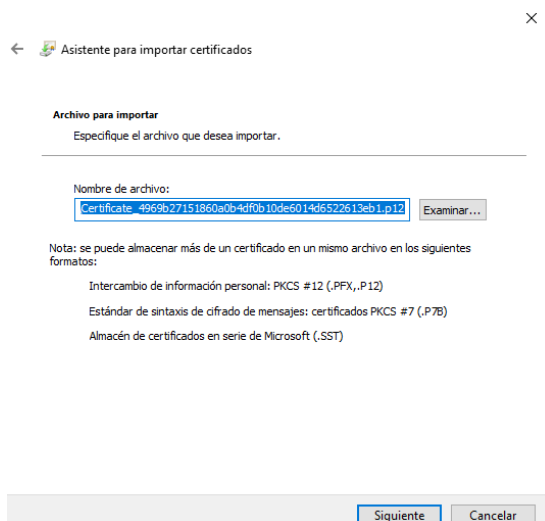 Asistente para importar certificados
Archivo para importar
Especifique el archivo que desea importar.
Nombre de archivo:
Certificate_4969b27151860a0b4df0b10de6014d6522613eb1.p12
Examinar...
Nota: se puede almacenar más de un certificado en un mismo archivo en los siguientes
formatos:
Intercambio de información personal: PKCS #12 (.PFX,.P12)
Estándar de sintaxis de cifrado de mensajes: certificados PKCS #7 (.P7B)
Almacén de certificados en serie de Microsoft (.SST)
Siguiente
Cancelar